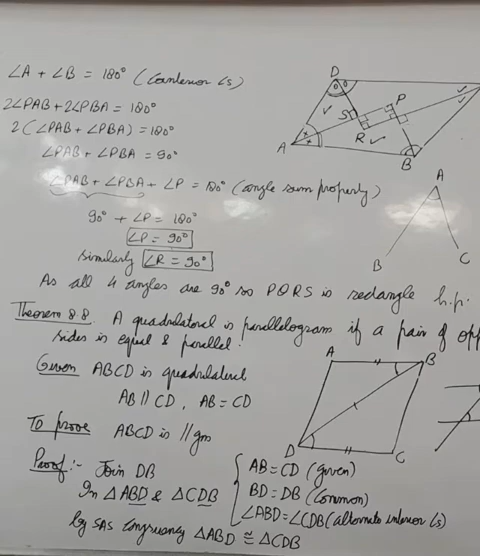 ∠A + ∠B = 180° (Cointerior ∠s)
2∠PAB + 2∠PBA = 180°
2(∠PAB + ∠PBA) = 180°
∠PAB + ∠PBA = 90°
∠PAB + ∠PBA + ∠P = 180° (angle sum property)
90° + ∠P = 180°
∠P = 90°
Similarly ∠R = 90°
As all 4 angles are 90° so PQRS is rectangle h.p.
D
S
P
R
A
B
A
B
C
Theorem 8.8 A quadrilateral is parallelogram if a pair of opp
sides is equal & parallel.
Given ABCD is quadrilateral
AB // CD, AB = CD
To prove ABCD is //gm
A
B
D
C
Proof:- Join DB
In △ABD & △CDB
AB = CD (given)
BD = DB (Common)
∠ABD = ∠CDB (alternate interior ∠s)
by SAS congruency △ABD ≅ △CDB